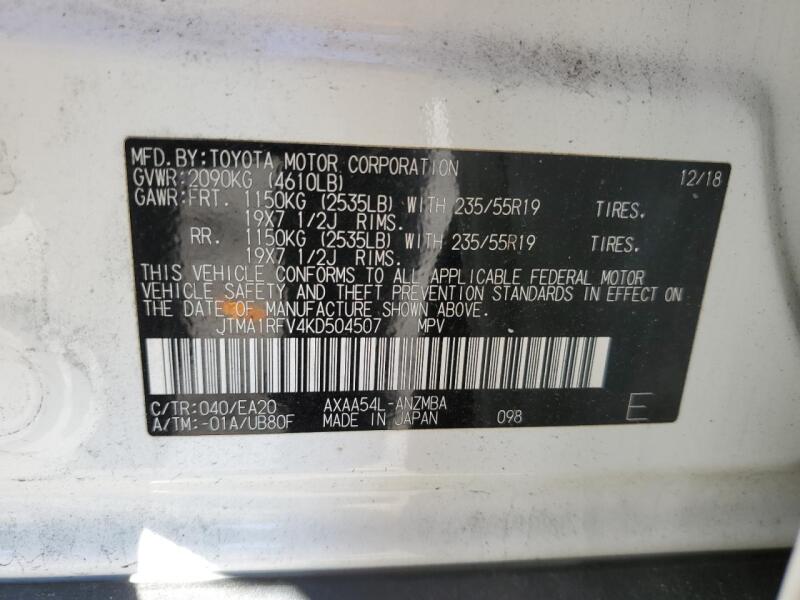 MFD.BY:TOYOTA MOTOR CORPORATION 12/18
GVWR:2090KG (4610LB)
GAWR:FRT. 1150KG (2535LB) WITH 235/55R19 TIRES.
19X7 1/2J RIMS.
RR. 1150KG (2535LB) WITH 235/55R19 TIRES.
19X7 1/2J RIMS.
THIS VEHICLE CONFORMS TO ALL APPLICABLE FEDERAL MOTOR
VEHICLE SAFETY AND THEFT PREVENTION STANDARDS IN EFFECT ON
THE DATE OF MANUFACTURE SHOWN ABOVE.
JTMA1RFV4KD504507 MPV
C/TR:040/EA20 AXAA54L-ANZMBA
A/TM:-01A/UB80F MADE IN JAPAN 098 E